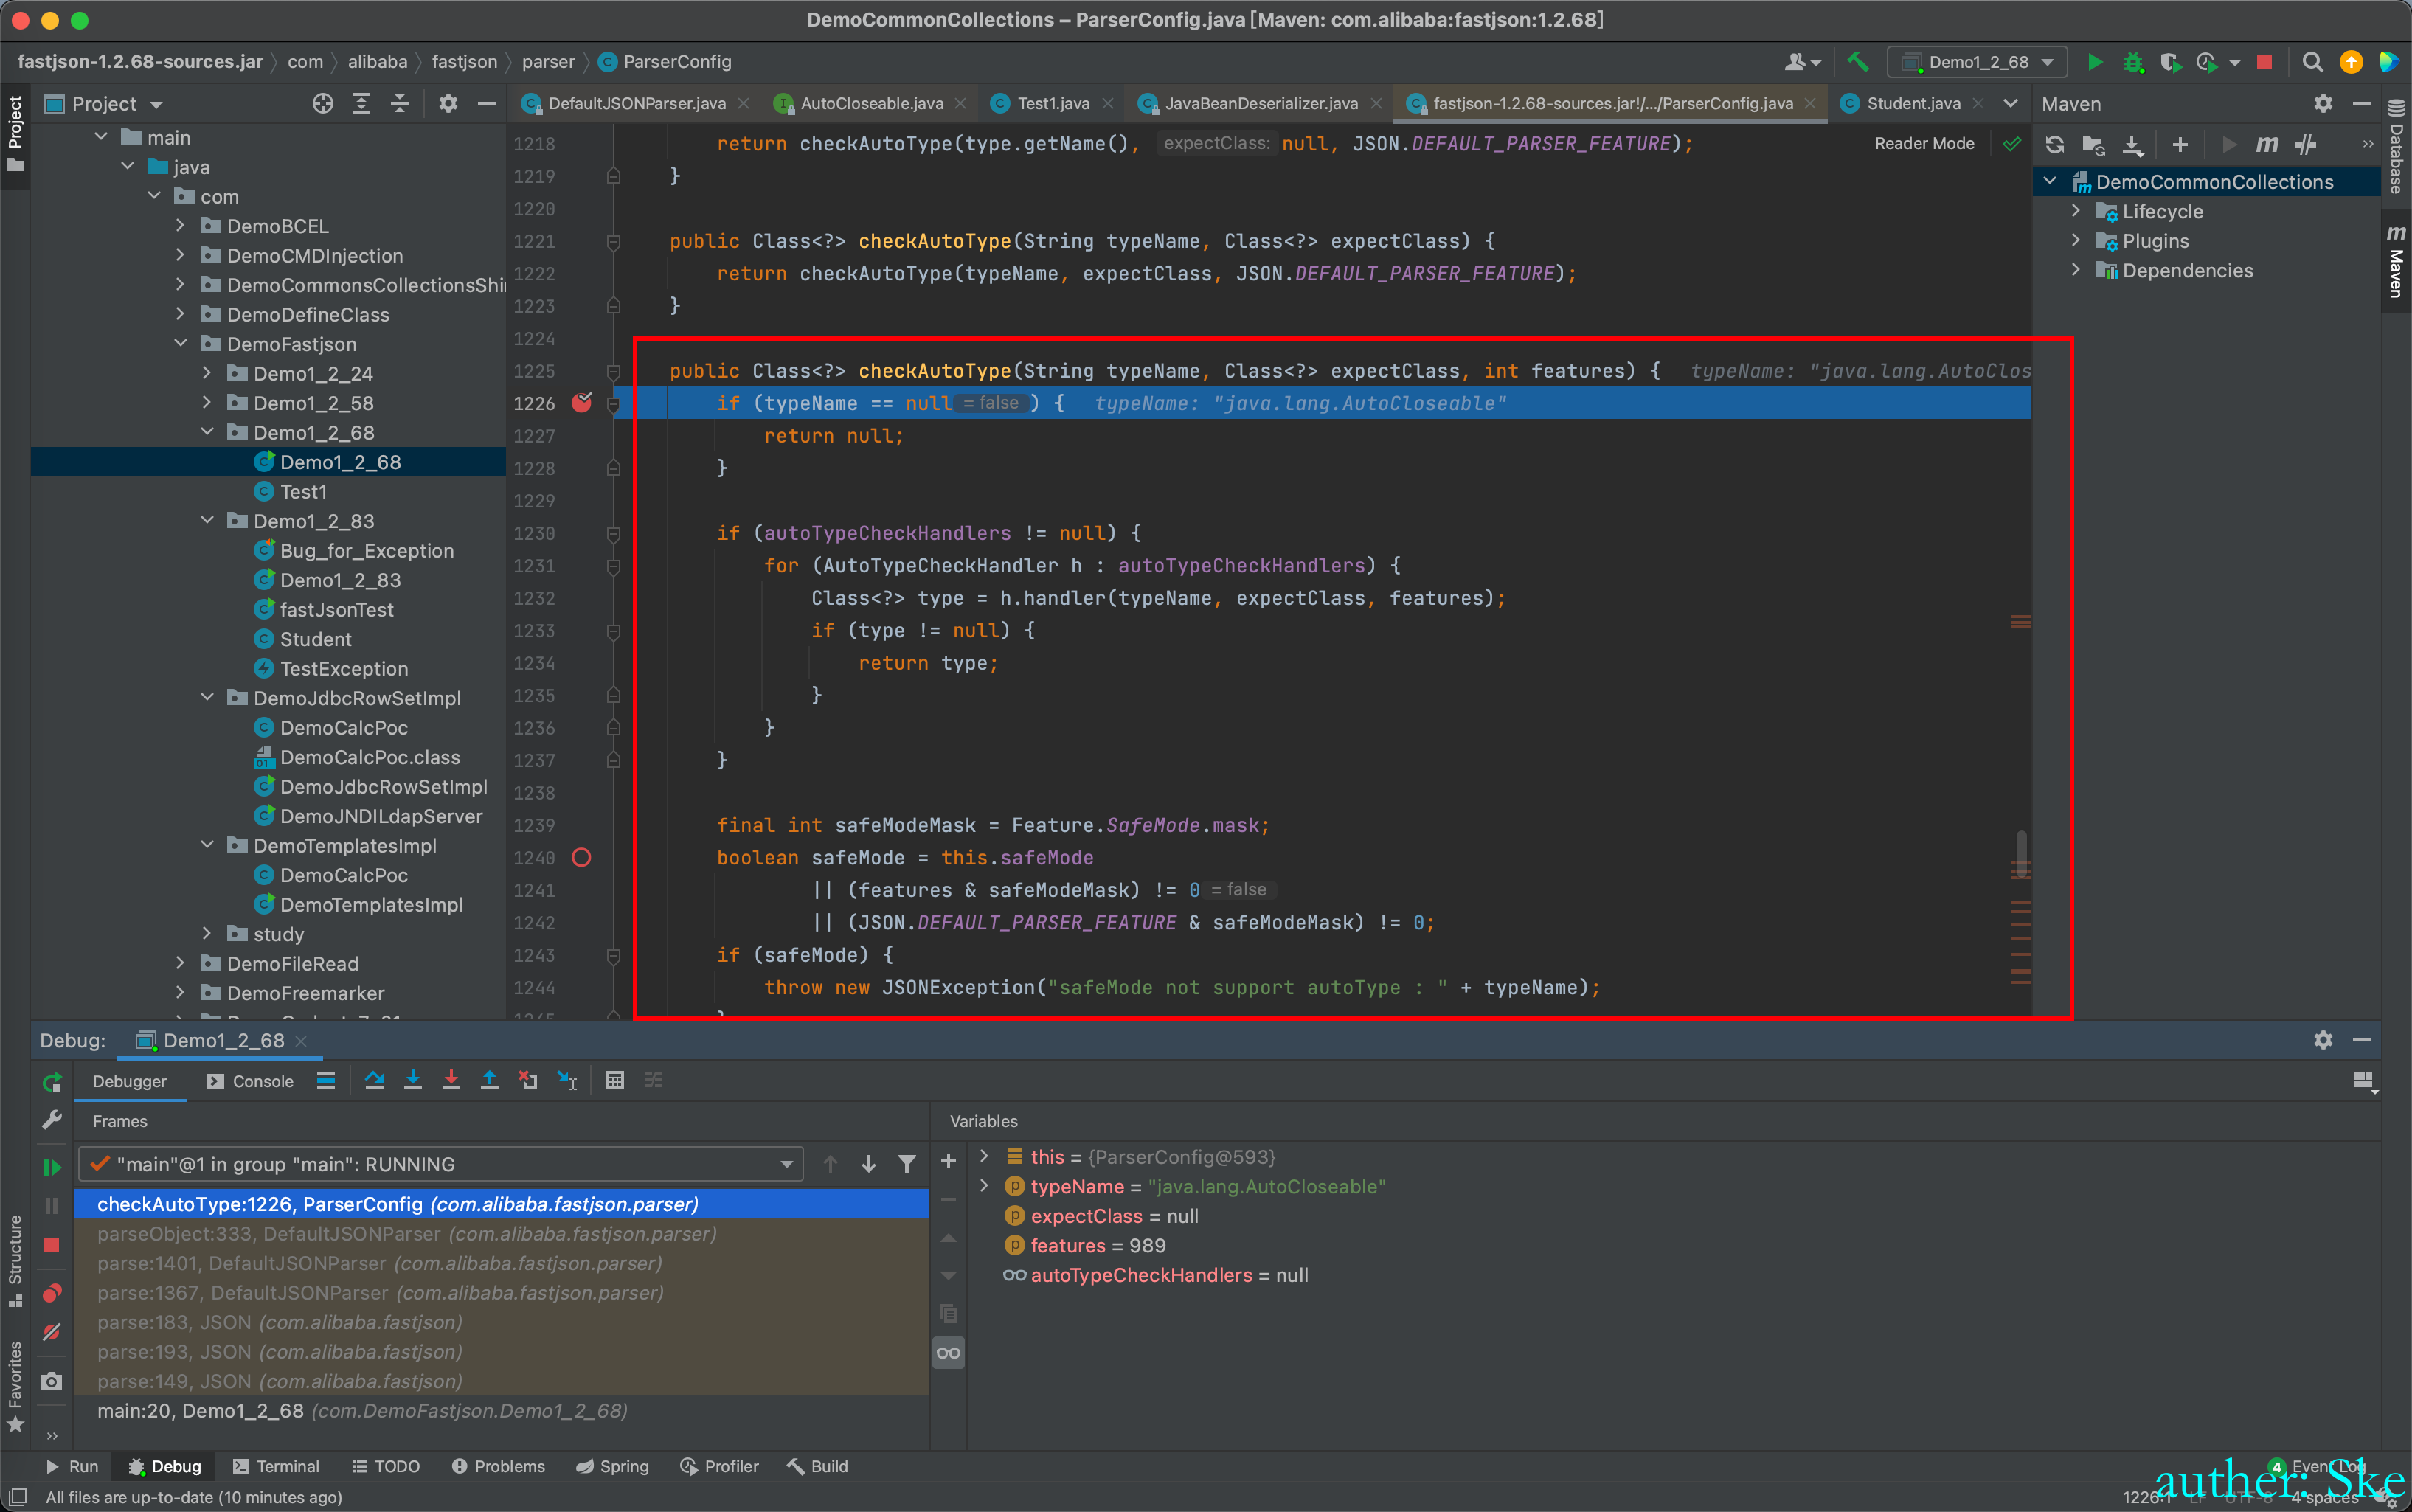 DemoCommonCollections – ParserConfig.java [Maven: com.alibaba:fastjson:1.2.68]
fastjson-1.2.68-sources.jar com alibaba fastjson parser ParserConfig
Demo1_2_68
Project
DefaultJSONParser.java AutoCloseable.java Test1.java JavaBeanDeserializer.java fastjson-1.2.68-sources.jar!/.../ParserConfig.java Student.java
Maven
Project
main
java
com
DemoBCEL
DemoCMDInjection
DemoCommonsCollectionsShi
DemoDefineClass
DemoFastjson
Demo1_2_24
Demo1_2_58
Demo1_2_68
Demo1_2_68
Test1
Demo1_2_83
Bug_for_Exception
Demo1_2_83
fastJsonTest
Student
TestException
DemoJdbcRowSetImpl
DemoCalcPoc
DemoCalcPoc.class
DemoJdbcRowSetImpl
DemoJNDILdapServer
DemoTemplatesImpl
DemoCalcPoc
DemoTemplatesImpl
study
DemoFileRead
DemoFreemarker
Reader Mode
1218 return checkAutoType(type.getName(), expectClass: null, JSON.DEFAULT_PARSER_FEATURE);
1219 }
1220
1221 public Class<?> checkAutoType(String typeName, Class<?> expectClass) {
1222 return checkAutoType(typeName, expectClass, JSON.DEFAULT_PARSER_FEATURE);
1223 }
1224
1225 public Class<?> checkAutoType(String typeName, Class<?> expectClass, int features) { typeName: "java.lang.AutoClos
1226 if (typeName == null = false ) { typeName: "java.lang.AutoCloseable"
1227 return null;
1228 }
1229
1230 if (autoTypeCheckHandlers != null) {
1231 for (AutoTypeCheckHandler h : autoTypeCheckHandlers) {
1232 Class<?> type = h.handler(typeName, expectClass, features);
1233 if (type != null) {
1234 return type;
1235 }
1236 }
1237 }
1238
1239 final int safeModeMask = Feature.SafeMode.mask;
1240 boolean safeMode = this.safeMode
1241 || (features & safeModeMask) != 0 = false
1242 || (JSON.DEFAULT_PARSER_FEATURE & safeModeMask) != 0;
1243 if (safeMode) {
1244 throw new JSONException("safeMode not support autoType : " + typeName);
DemoCommonCollections
Lifecycle
Plugins
Dependencies
Database
m Maven
Debug: Demo1_2_68
Debugger Console
Frames
Variables
"main"@1 in group "main": RUNNING
checkAutoType:1226, ParserConfig (com.alibaba.fastjson.parser)
parseObject:333, DefaultJSONParser (com.alibaba.fastjson.parser)
parse:1401, DefaultJSONParser (com.alibaba.fastjson.parser)
parse:1367, DefaultJSONParser (com.alibaba.fastjson.parser)
parse:183, JSON (com.alibaba.fastjson)
parse:193, JSON (com.alibaba.fastjson)
parse:149, JSON (com.alibaba.fastjson)
main:20, Demo1_2_68 (com.DemoFastjson.Demo1_2_68)
this = {ParserConfig@593}
typeName = "java.lang.AutoCloseable"
expectClass = null
features = 989
autoTypeCheckHandlers = null
Structure
Favorites
Run Debug Terminal TODO Problems Spring Profiler Build
4 Event Log
All files are up-to-date (10 minutes ago)
1226:1 LF UTF-8 4 spaces
auther: Ske